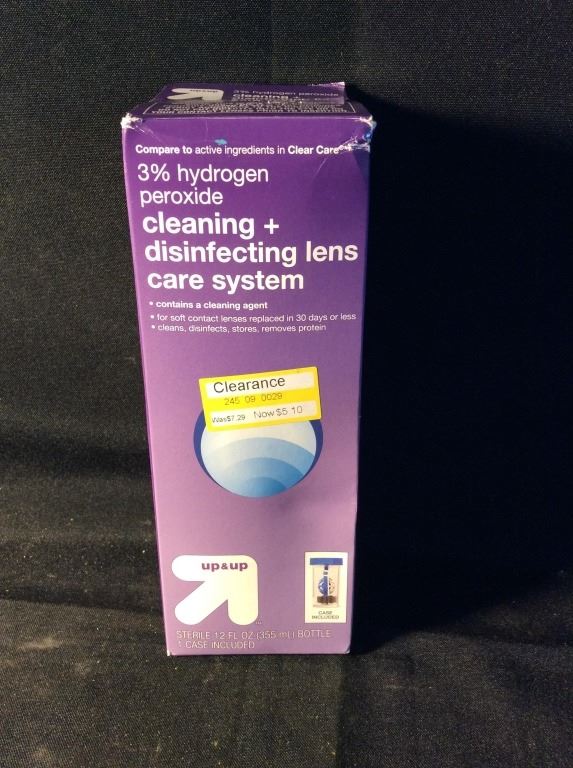 up&up
3% hydrogen peroxide
cleaning +
Compare to active ingredients in Clear Care®
3% hydrogen
peroxide
cleaning +
disinfecting lens
care system
• contains a cleaning agent
• for soft contact lenses replaced in 30 days or less
• cleans, disinfects, stores, removes protein
Clearance
245 09 0029
Was $7.29 Now $5.10
up&up
CASE
INCLUDED
STERILE 12 FL OZ (355 mL) BOTTLE
1 CASE INCLUDED